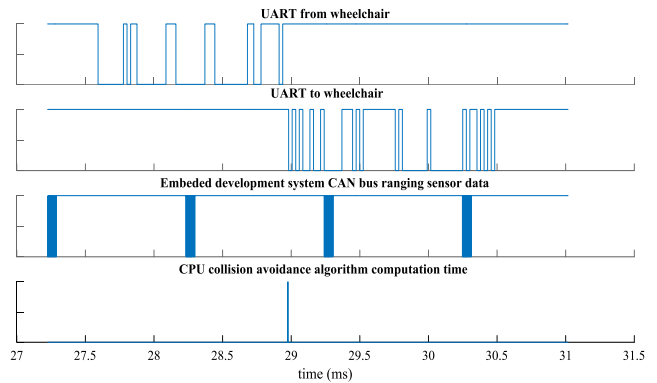 UART from wheelchair
UART to wheelchair
Embeded development system CAN bus ranging sensor data
CPU collision avoidance algorithm computation time
27 27.5 28 28.5 29 29.5 30 30.5 31 31.5
time (ms)